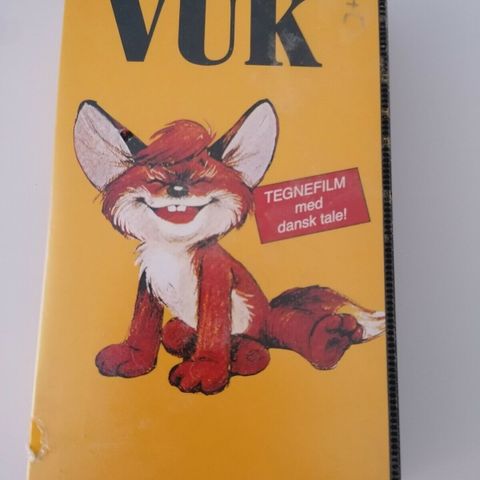 VUK
TEGNEFILM
med
dansk tale!